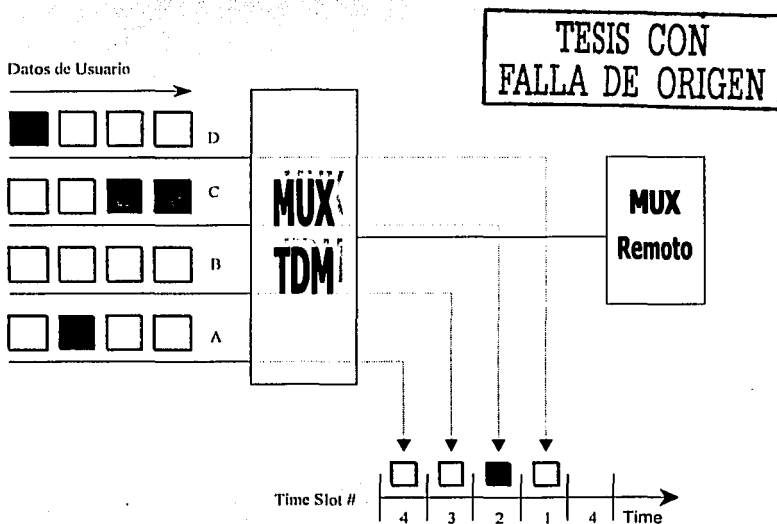 TESIS CON
FALLA DE ORIGEN
Datos de Usuario
D
C
B
A
MUX
TDM
MUX
Remoto
Time Slot #
4 3 2 1 4 Time